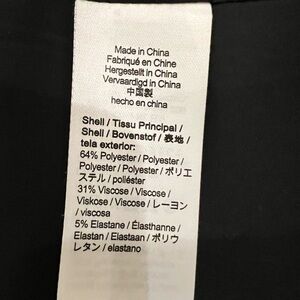 Made in China
Fabriqué en Chine
Hergestellt in China
Vervaardigd in China
中国製
hecho en china
Shell / Tissu Principal /
Shell / Bovenstof / 表地 /
tela exterior:
64% Polyester / Polyester /
Polyester / Polyester / ポリエ
ステル / poliéster
31% Viscose / Viscose /
Viskose / Viscose / レーヨン
/ viscosa
5% Elastane / Élasthanne /
Elastan / Elastaan / ポリウ
レタン / elastano